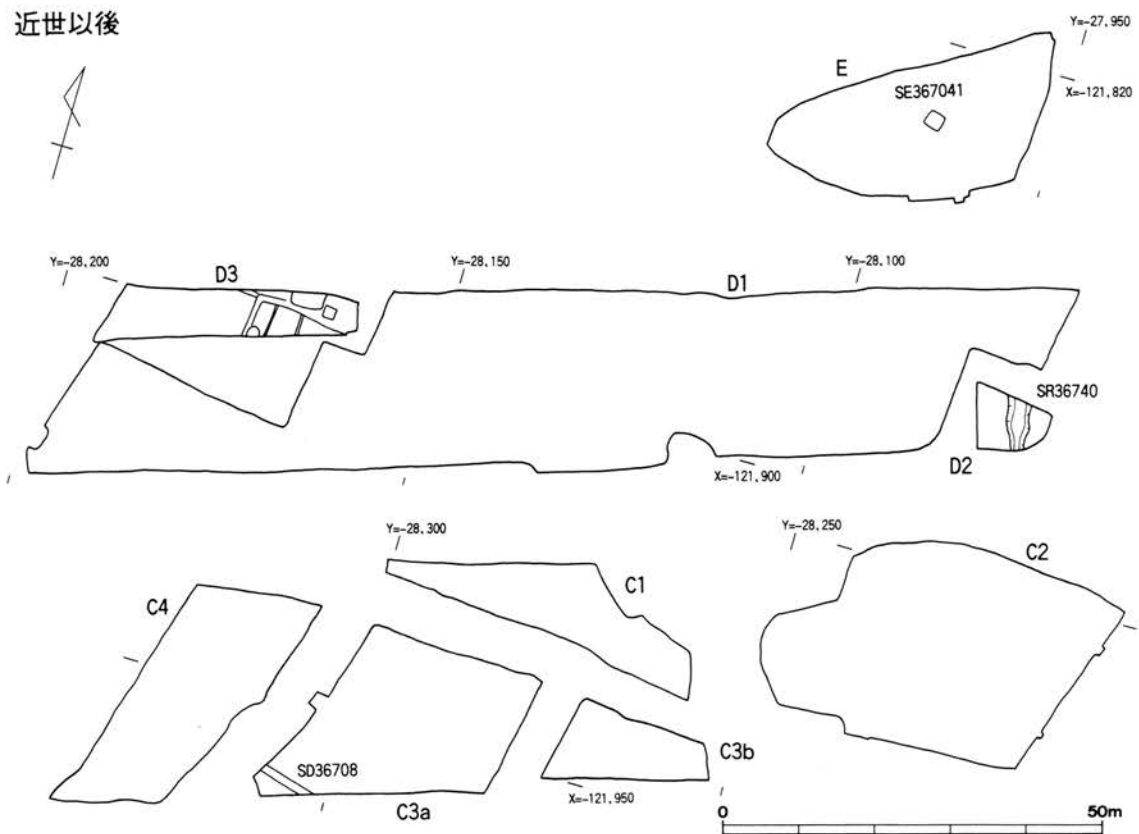 近世以後
Y=-27,950
E
X=-121,820
SE367041
Y=-28,200
D3
Y=-28,150
D1
Y=-28,100
SR36740
D2
X=-121,900
Y=-28,300
C1
Y=-28,250
C2
C4
SD36708
C3b
C3a
X=-121,950
0
50m